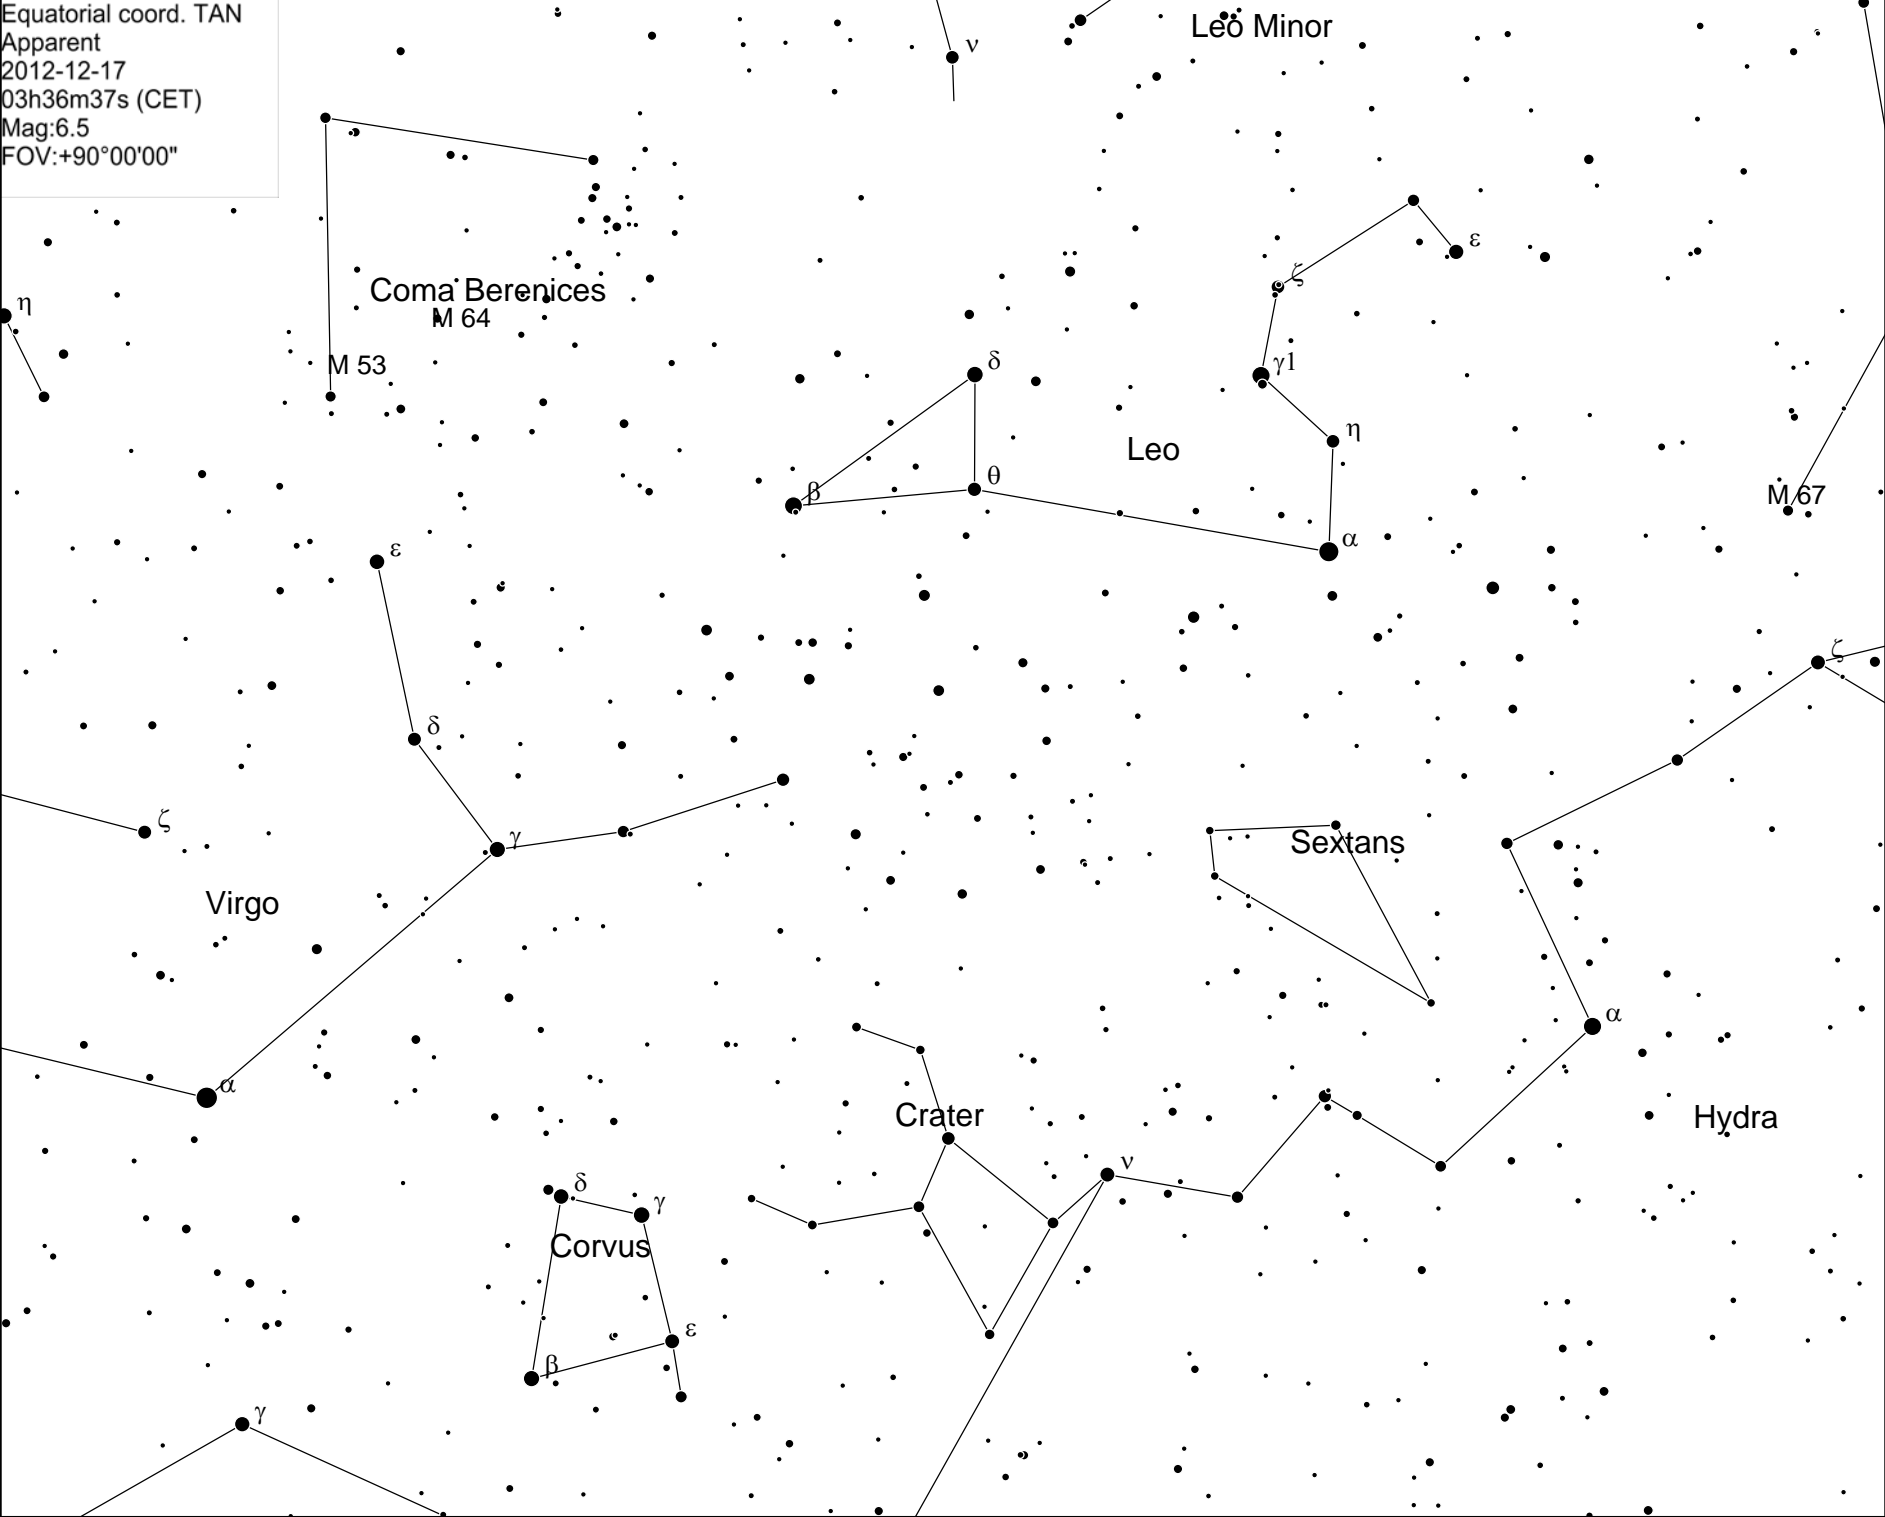 Equatorial coord. TAN
Apparent
2012-12-17
03h36m37s (CET)
Mag:6.5
FOV:+90°00'00"
Leo Minor
ν
ε
ζ
Coma Berenices
η
M 64
M 53
δ
γ1
η
Leo
θ
β
M 67
α
ε
ζ
δ
ζ
γ
Sextans
Virgo
α
α
Crater
Hydra
ν
δ
γ
Corvus
ε
β
γ